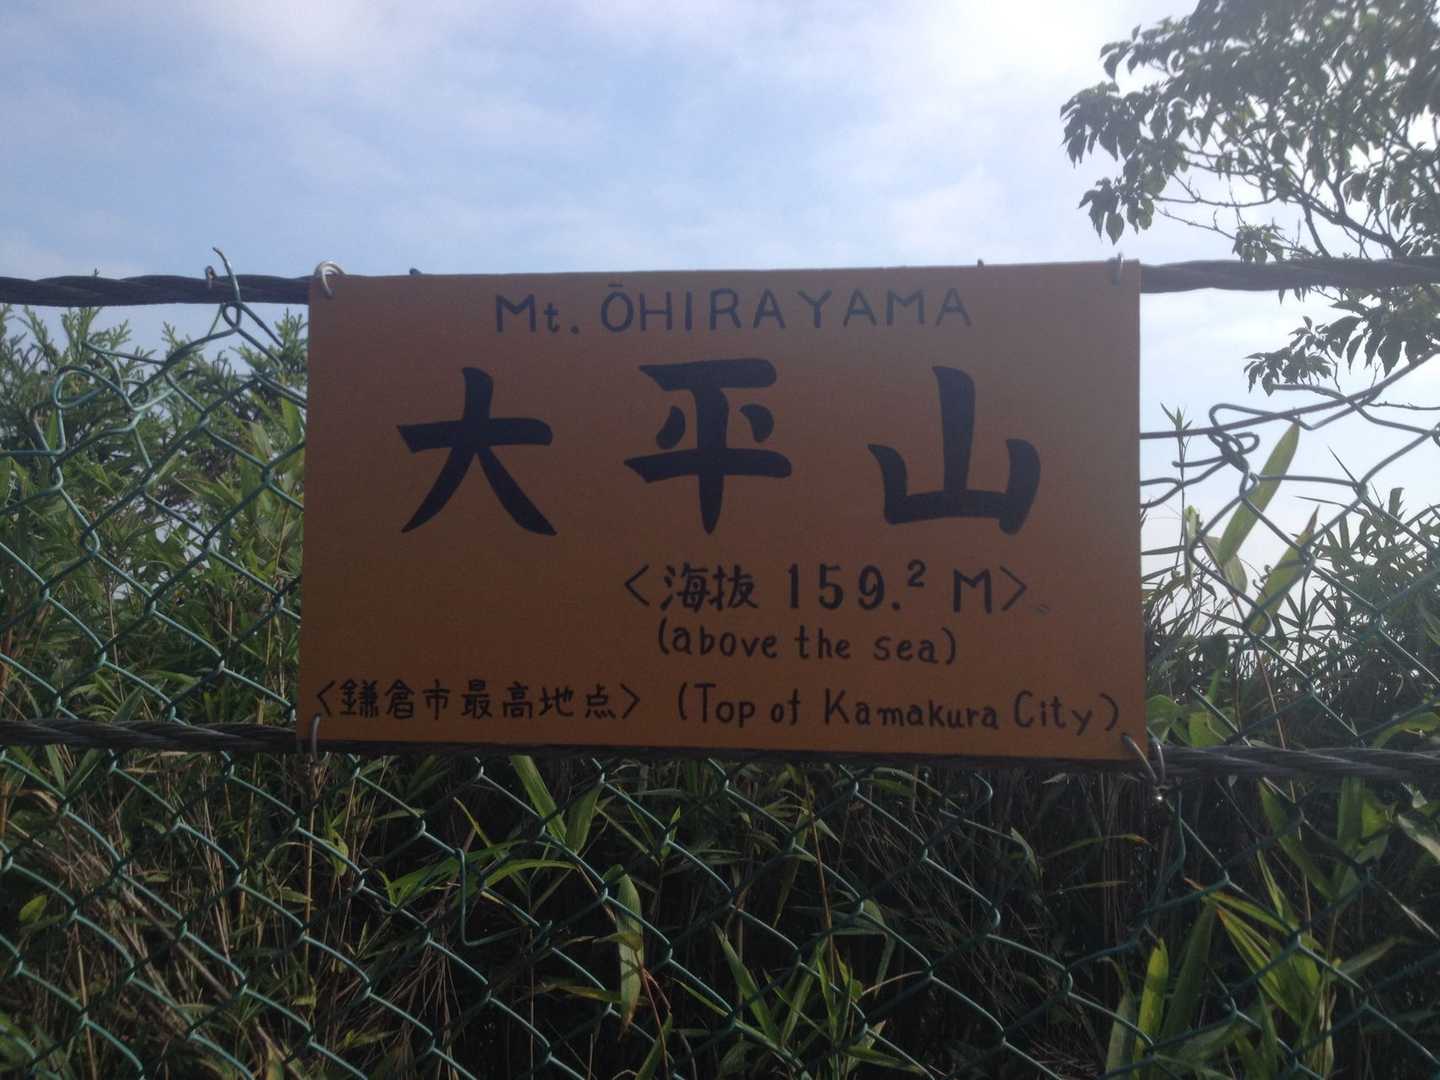 Mt. ŌHIRAYAMA
大平山
<海抜 159.² M>
(above the sea)
<鎌倉市最高地点> (Top of Kamakura City)